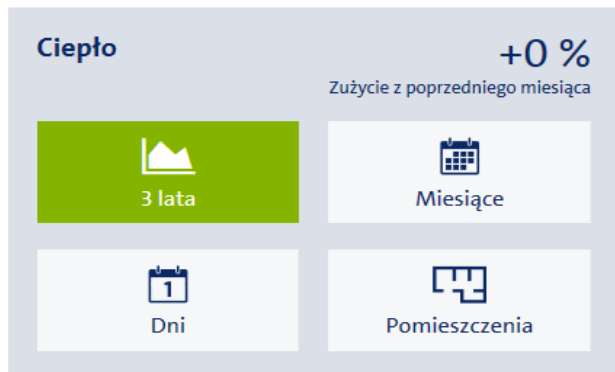 Ciepło
+0 %
Zużycie z poprzedniego miesiąca
3 lata
Miesiące
1
Dni
Pomieszczenia